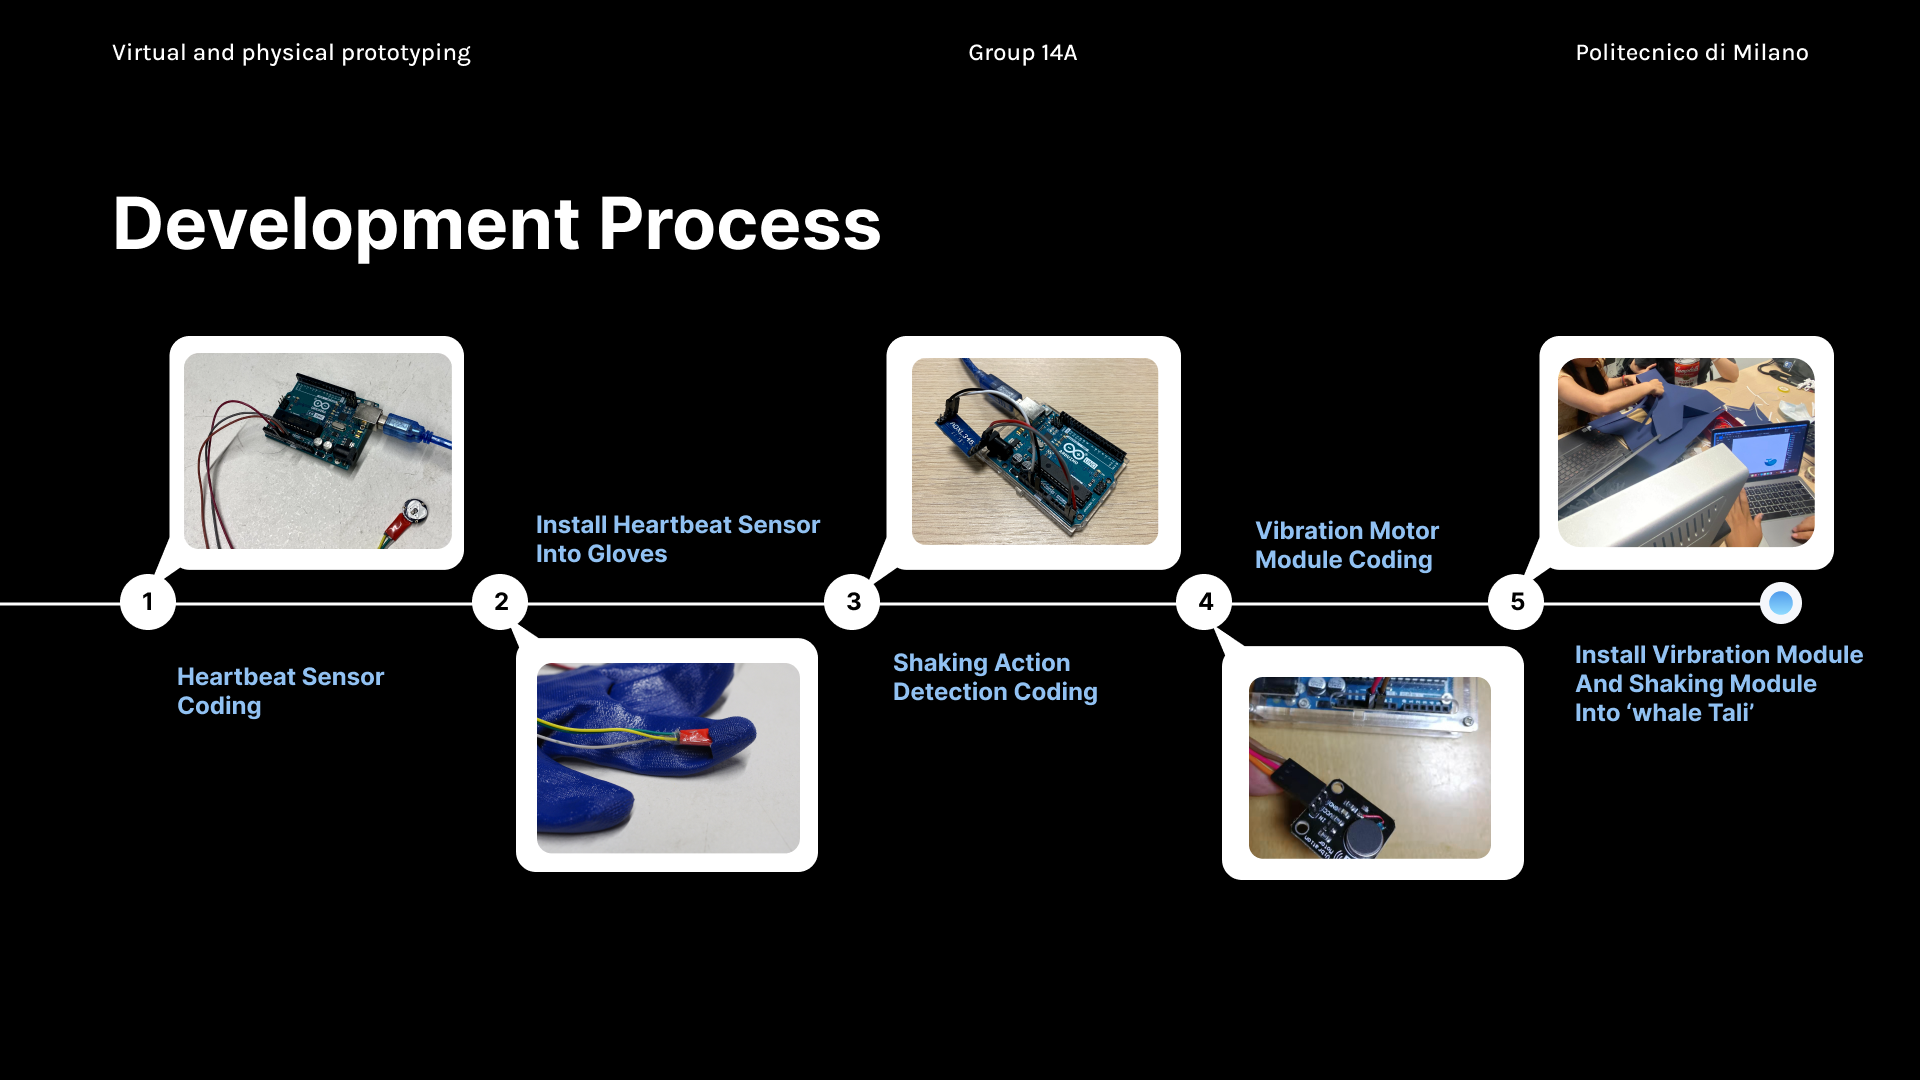 Virtual and physical prototyping
Group 14A
Politecnico di Milano
Development Process
1
Heartbeat Sensor
Coding
2
Install Heartbeat Sensor
Into Gloves
3
ADXL345
Shaking Action
Detection Coding
4
Vibration Motor
Module Coding
5
Install Virbration Module
And Shaking Module
Into ‘whale Tali’